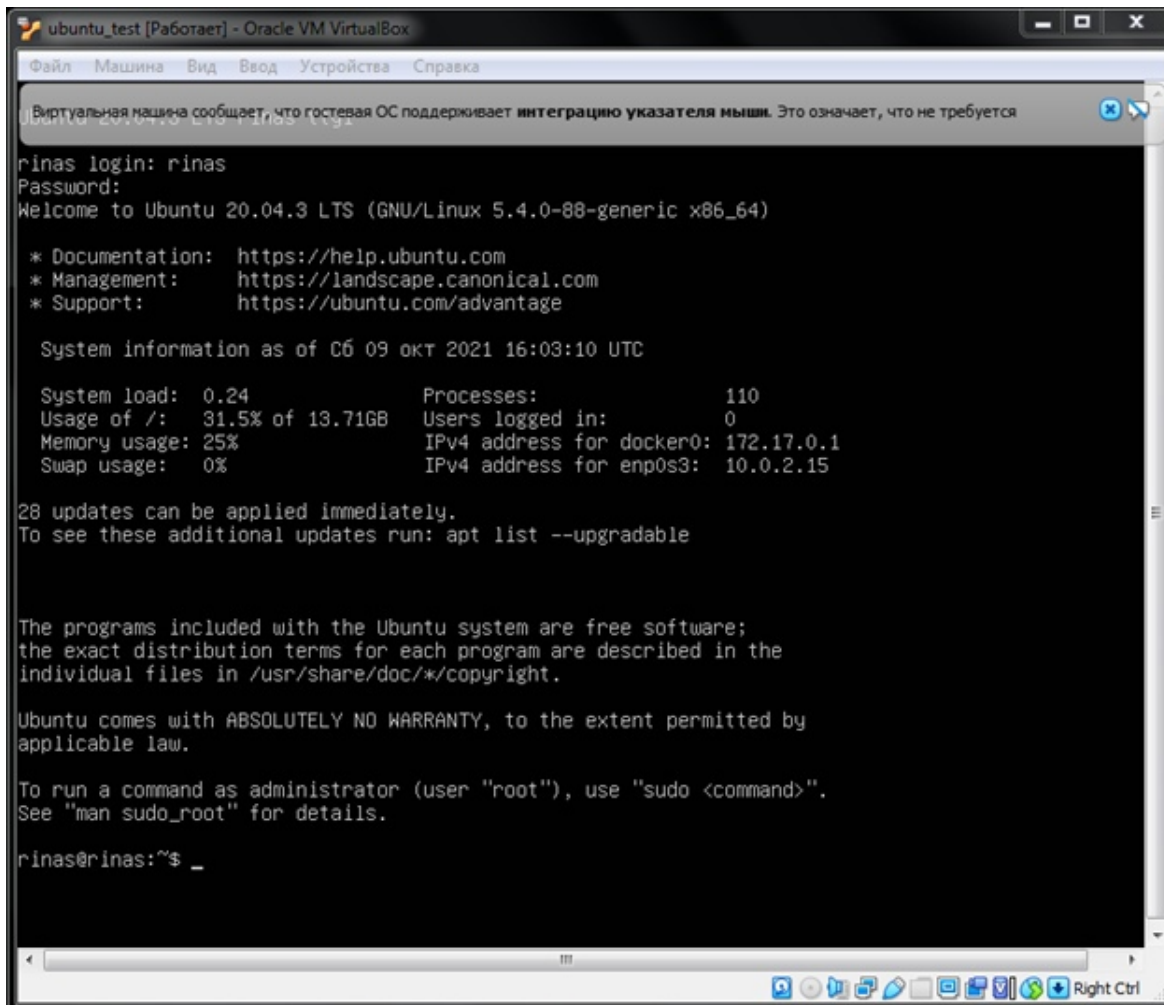 ubuntu_test [Работает] - Oracle VM VirtualBox
Файл Машина Вид Ввод Устройства Справка
Виртуальная машина сообщает, что гостевая ОС поддерживает интеграцию указателя мыши. Это означает, что не требуется
Ubuntu 20.04.3 LTS rinas
rinas login: rinas
Password:
Welcome to Ubuntu 20.04.3 LTS (GNU/Linux 5.4.0-88-generic x86_64)
* Documentation: https://help.ubuntu.com
* Management: https://landscape.canonical.com
* Support: https://ubuntu.com/advantage
System information as of Сб 09 окт 2021 16:03:10 UTC
System load: 0.24 Processes: 110
Usage of /: 31.5% of 13.71GB Users logged in: 0
Memory usage: 25% IPv4 address for docker0: 172.17.0.1
Swap usage: 0% IPv4 address for enp0s3: 10.0.2.15
28 updates can be applied immediately.
To see these additional updates run: apt list --upgradable
The programs included with the Ubuntu system are free software;
the exact distribution terms for each program are described in the
individual files in /usr/share/doc/*/copyright.
Ubuntu comes with ABSOLUTELY NO WARRANTY, to the extent permitted by
applicable law.
To run a command as administrator (user "root"), use "sudo <command>".
See "man sudo_root" for details.
rinas@rinas:~$ _
Right Ctrl